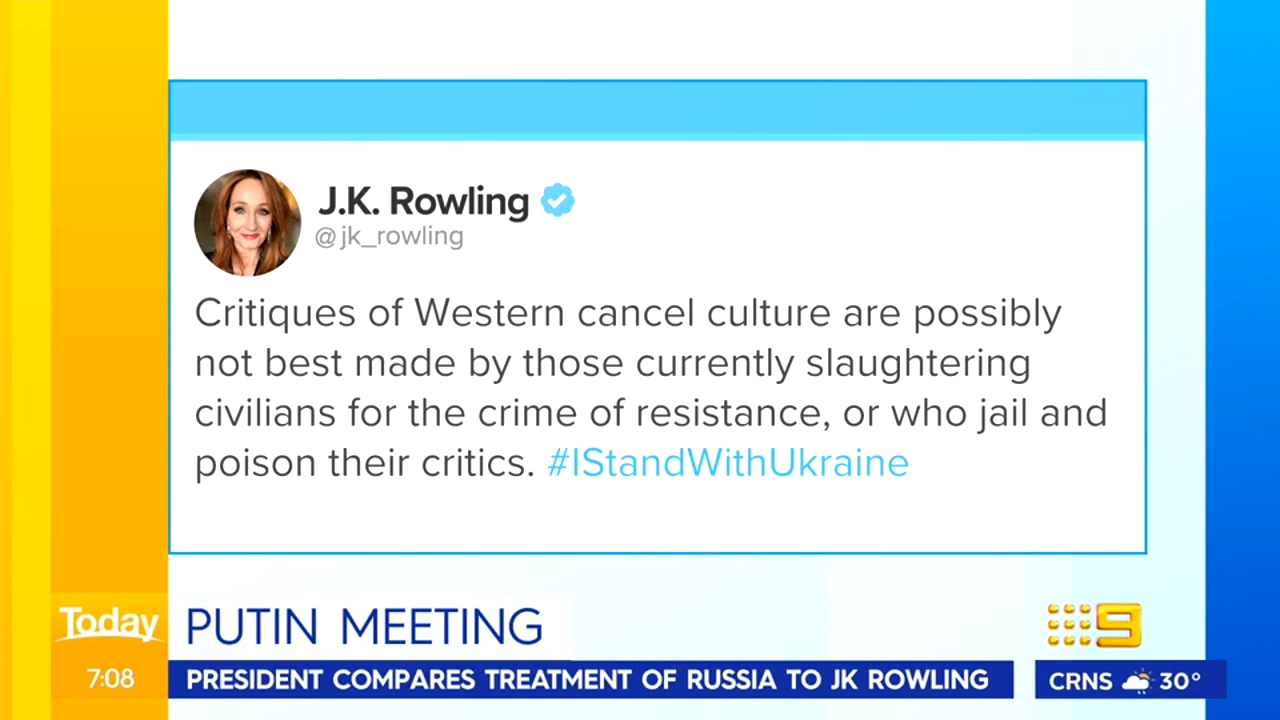 J.K. Rowling
@jk_rowling
Critiques of Western cancel culture are possibly
not best made by those currently slaughtering
civilians for the crime of resistance, or who jail and
poison their critics. #IStandWithUkraine
Today
PUTIN MEETING
9
7:08
PRESIDENT COMPARES TREATMENT OF RUSSIA TO JK ROWLING
CRNS 30°